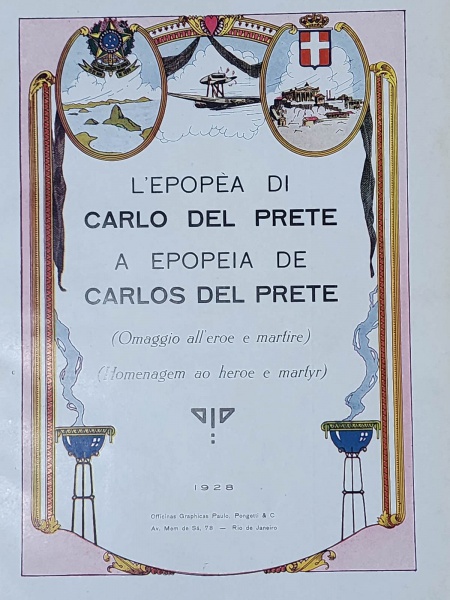 L'EPOPÈA DI
CARLO DEL PRETE
A EPOPEIA DE
CARLOS DEL PRETE
(Omaggio all'eroe e martire)
(Homenagem ao heroe e martyr)
1928
Officinas Graphicas Paulo, Pongetti & C.
Av. Mem de Sá, 78 — Rio de Janeiro